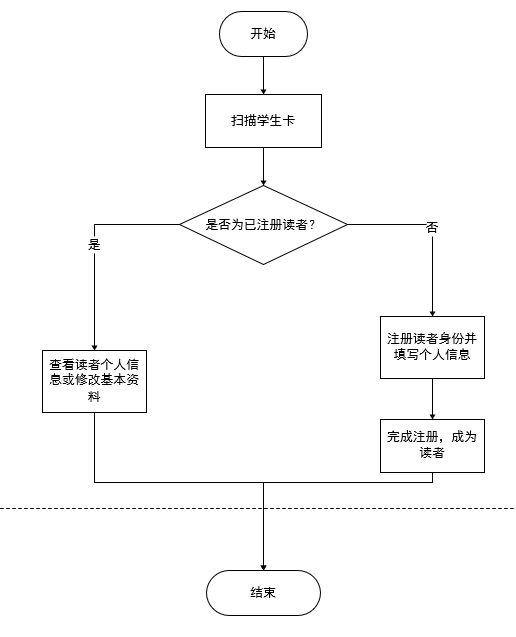 开始
扫描学生卡
是否为已注册读者?
是
否
查看读者个人信
息或修改基本资
料
注册读者身份并
填写个人信息
完成注册，成为
读者
结束